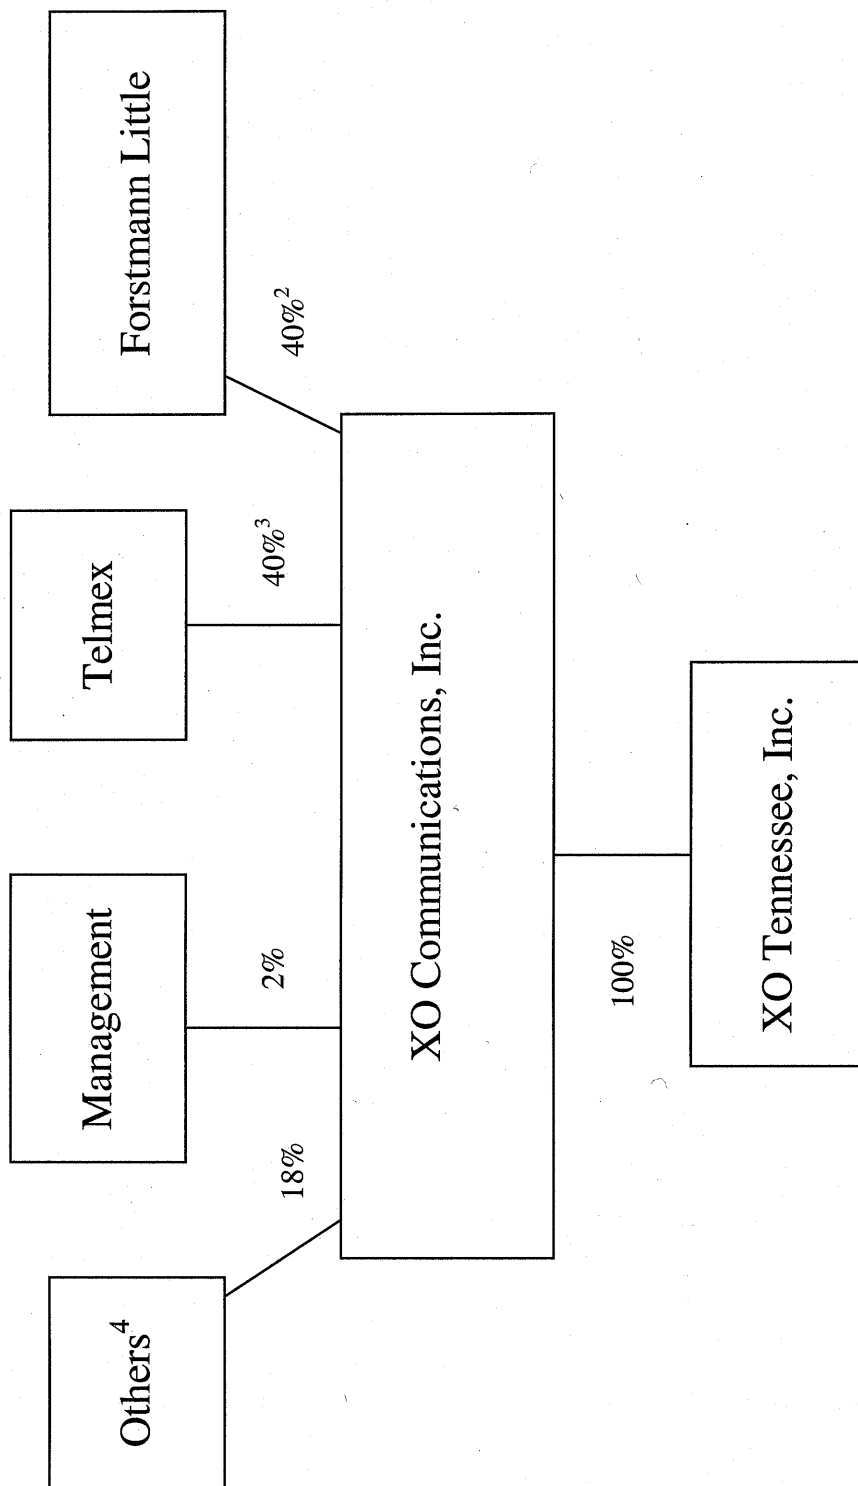 Others⁴
Management
Telmex
Forstmann Little
18%
2%
40%³
40%²
XO Communications, Inc.
100%
XO Tennessee, Inc.